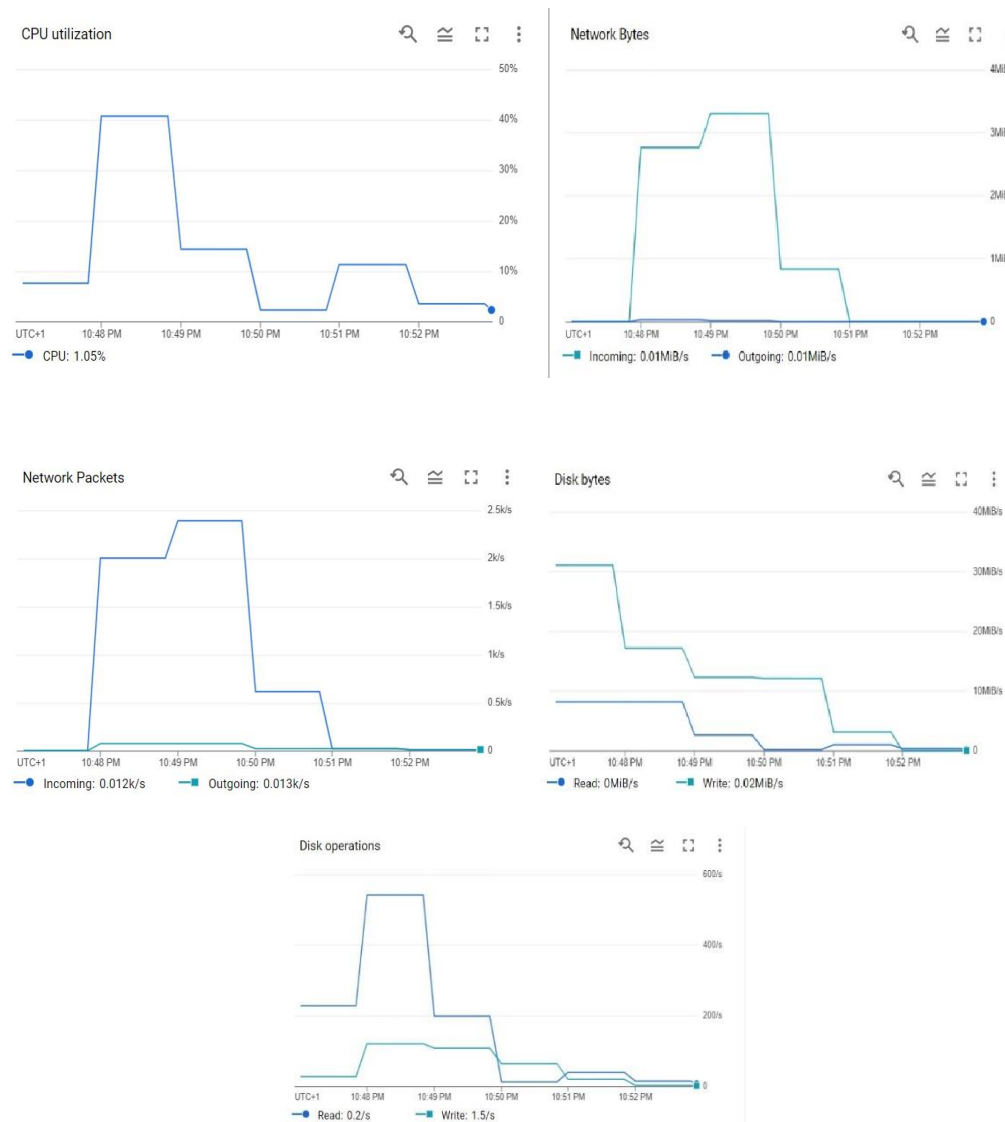 CPU utilization
50%
40%
30%
20%
10%
0
UTC+1 10:48 PM 10:49 PM 10:50 PM 10:51 PM 10:52 PM
CPU: 1.05%
Network Bytes
4MiB
3MiB
2MiB
1MiB
0
UTC+1 10:48 PM 10:49 PM 10:50 PM 10:51 PM 10:52 PM
Incoming: 0.01MiB/s Outgoing: 0.01MiB/s
Network Packets
2.5k/s
2k/s
1.5k/s
1k/s
0.5k/s
0
UTC+1 10:48 PM 10:49 PM 10:50 PM 10:51 PM 10:52 PM
Incoming: 0.012k/s Outgoing: 0.013k/s
Disk bytes
40MiB/s
30MiB/s
20MiB/s
10MiB/s
0
UTC+1 10:48 PM 10:49 PM 10:50 PM 10:51 PM 10:52 PM
Read: 0MiB/s Write: 0.02MiB/s
Disk operations
600/s
400/s
200/s
0
UTC+1 10:48 PM 10:49 PM 10:50 PM 10:51 PM 10:52 PM
Read: 0.2/s Write: 1.5/s